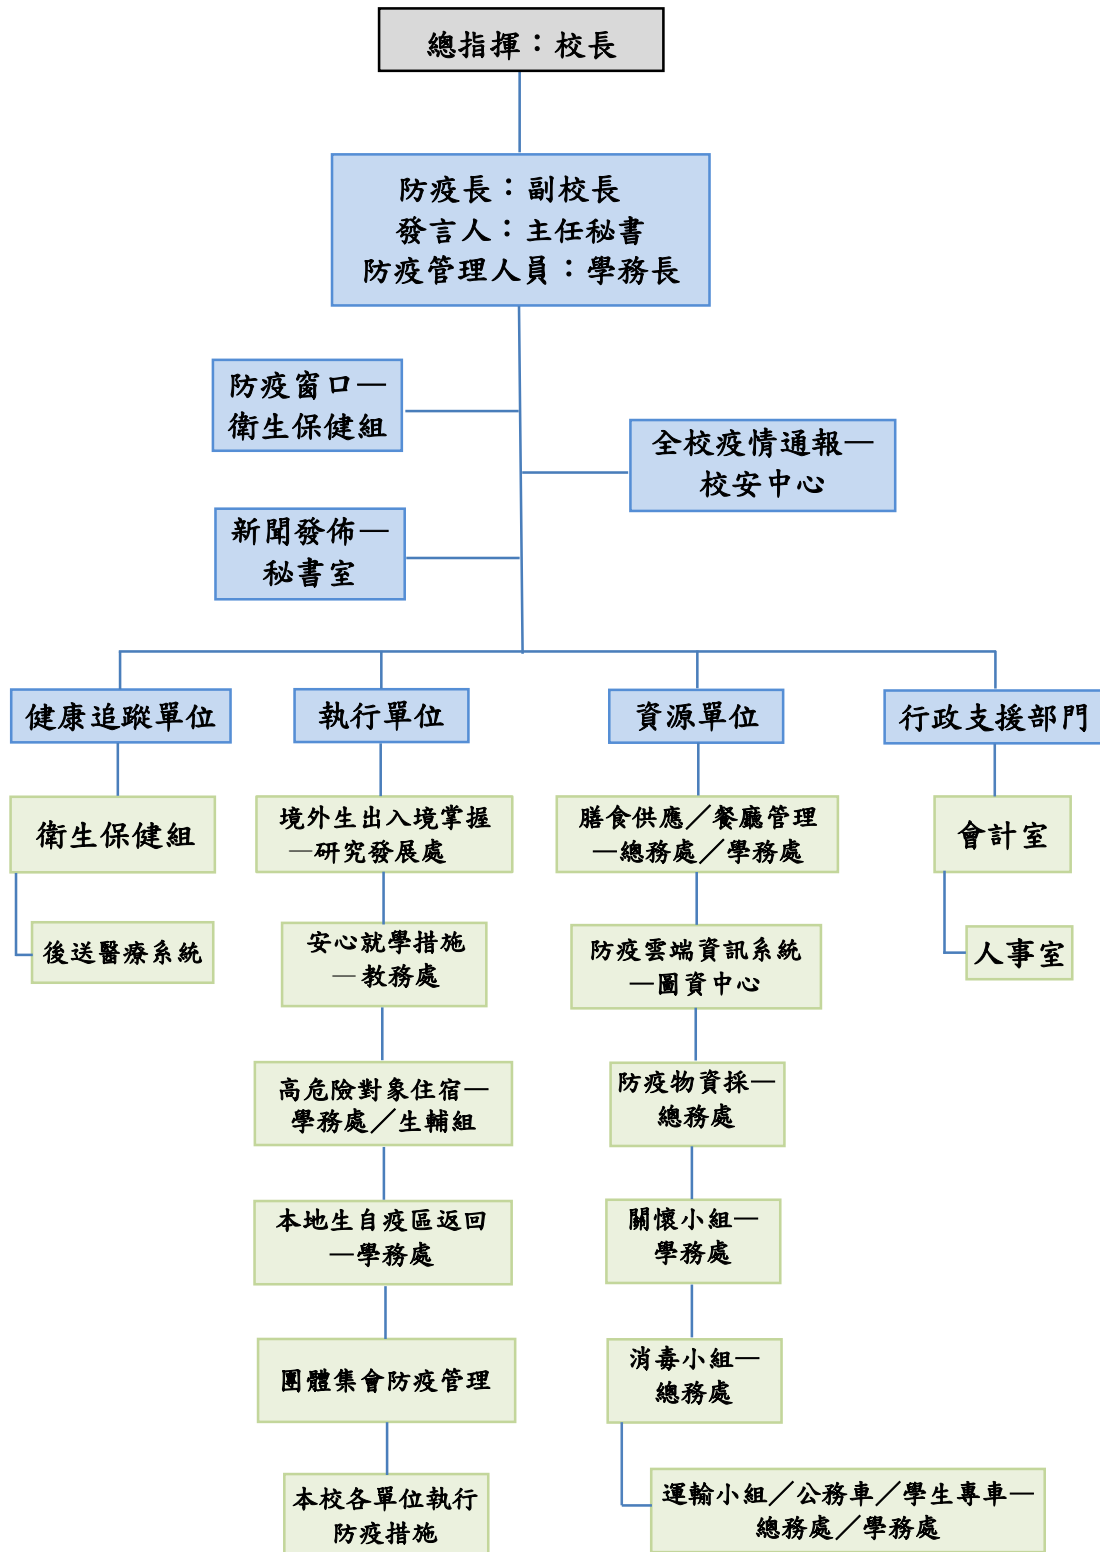 總指揮：校長
防疫長：副校長
發言人：主任秘書
防疫管理人員：學務長
防疫窗口—
衛生保健組
全校疫情通報—
校安中心
新聞發佈—
秘書室
健康追蹤單位
執行單位
資源單位
行政支援部門
衛生保健組
後送醫療系統
境外生出入境掌握
—研究發展處
安心就學措施
—教務處
高危險對象住宿—
學務處／生輔組
本地生自疫區返回
—學務處
團體集會防疫管理
本校各單位執行
防疫措施
膳食供應／餐廳管理
—總務處／學務處
防疫雲端資訊系統
—圖資中心
防疫物資採—
總務處
關懷小組—
學務處
消毒小組—
總務處
運輸小組／公務車／學生專車—
總務處／學務處
會計室
人事室